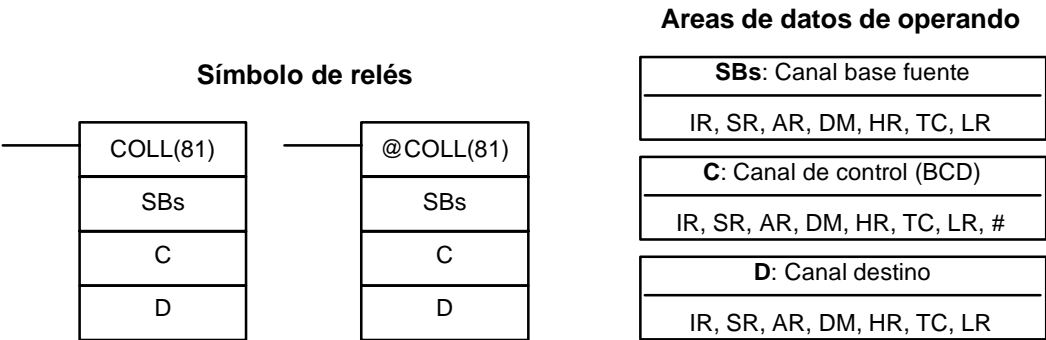 Símbolo de relés
COLL(81)
SBs
C
D
@COLL(81)
SBs
C
D
Areas de datos de operando
SBs: Canal base fuente
IR, SR, AR, DM, HR, TC, LR
C: Canal de control (BCD)
IR, SR, AR, DM, HR, TC, LR, #
D: Canal destino
IR, SR, AR, DM, HR, TC, LR